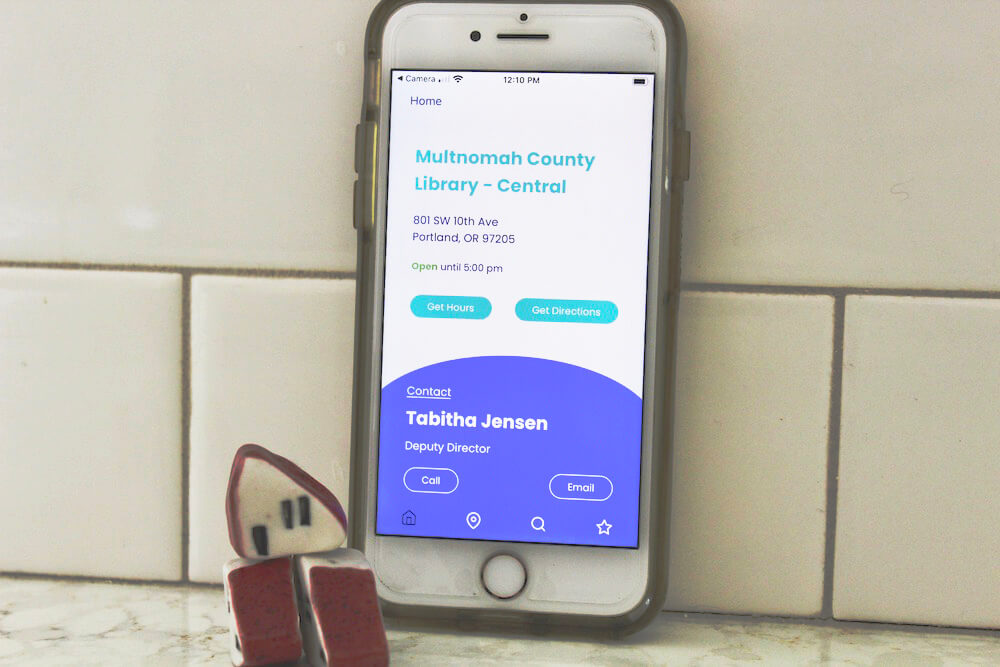 Camera
12:10 PM
Home
Multnomah County
Library - Central
801 SW 10th Ave
Portland, OR 97205
Open until 5:00 pm
Get Hours
Get Directions
Contact
Tabitha Jensen
Deputy Director
Call
Email